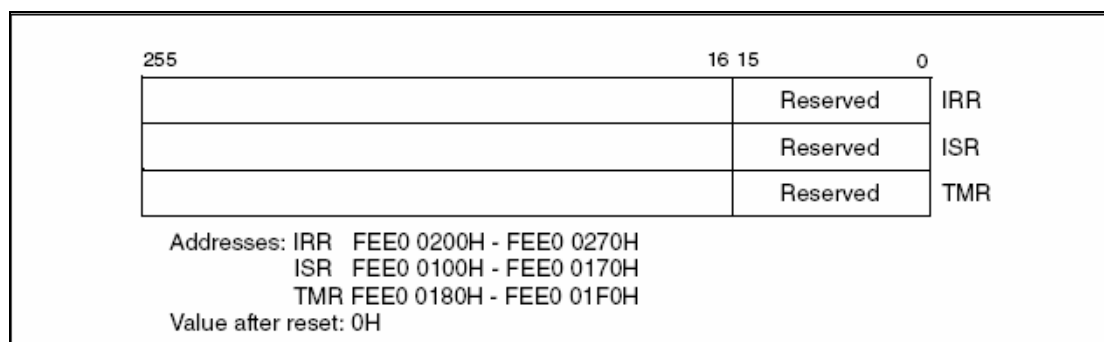 255 16 15 0
Reserved IRR
Reserved ISR
Reserved TMR
Addresses: IRR FEE0 0200H - FEE0 0270H
ISR FEE0 0100H - FEE0 0170H
TMR FEE0 0180H - FEE0 01F0H
Value after reset: 0H